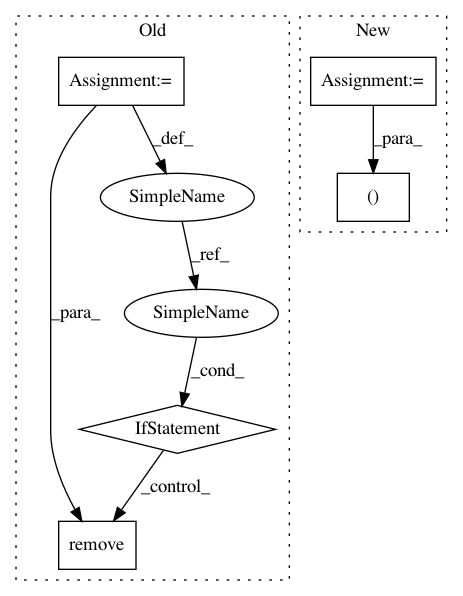 Old
New
Assignment:=
Assignment:=
_def_
_para_
SimpleName
()
_ref_
_para_
SimpleName
_cond_
IfStatement
_control_
remove